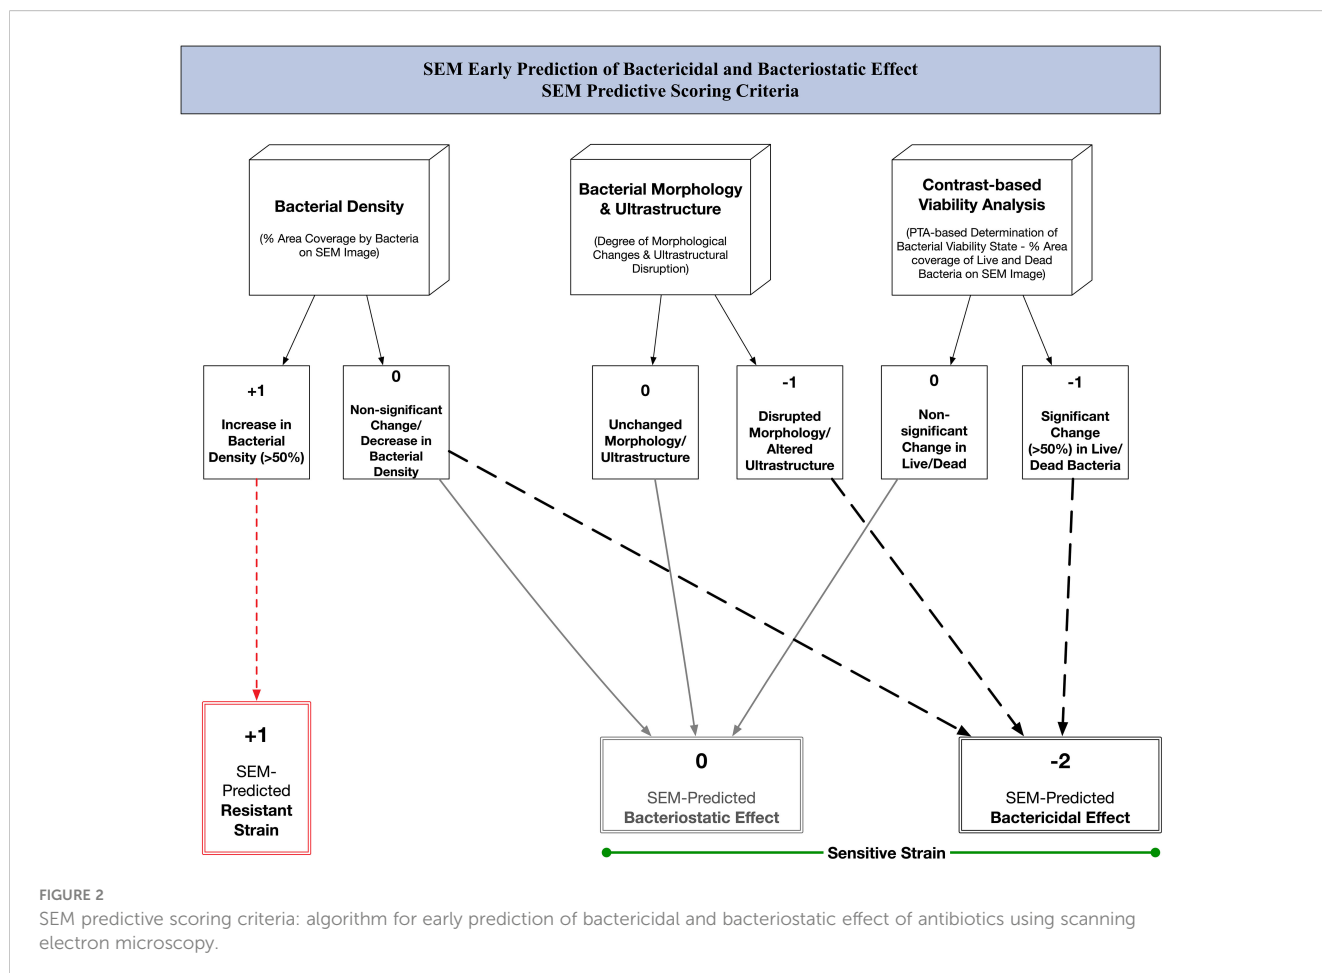 SEM Early Prediction of Bactericidal and Bacteriostatic Effect
SEM Predictive Scoring Criteria
Bacterial Density
(% Area Coverage by Bacteria
on SEM Image)
Bacterial Morphology
& Ultrastructure
(Degree of Morphological
Changes & Ultrastructural
Disruption)
Contrast-based
Viability Analysis
(PTA-based Determination of
Bacterial Viability State - % Area
coverage of Live and Dead
Bacteria on SEM Image)
+1
Increase in
Bacterial
Density (>50%)
0
Non-significant
Change/
Decrease in
Bacterial
Density
0
Unchanged
Morphology/
Ultrastructure
-1
Disrupted
Morphology/
Altered
Ultrastructure
0
Non-
significant
Change in
Live/Dead
-1
Significant
Change
(>50%) in Live/
Dead Bacteria
+1
SEM-
Predicted
Resistant
Strain
0
SEM-Predicted
Bacteriostatic Effect
-2
SEM-Predicted
Bactericidal Effect
Sensitive Strain
FIGURE 2
SEM predictive scoring criteria: algorithm for early prediction of bactericidal and bacteriostatic effect of antibiotics using scanning
electron microscopy.